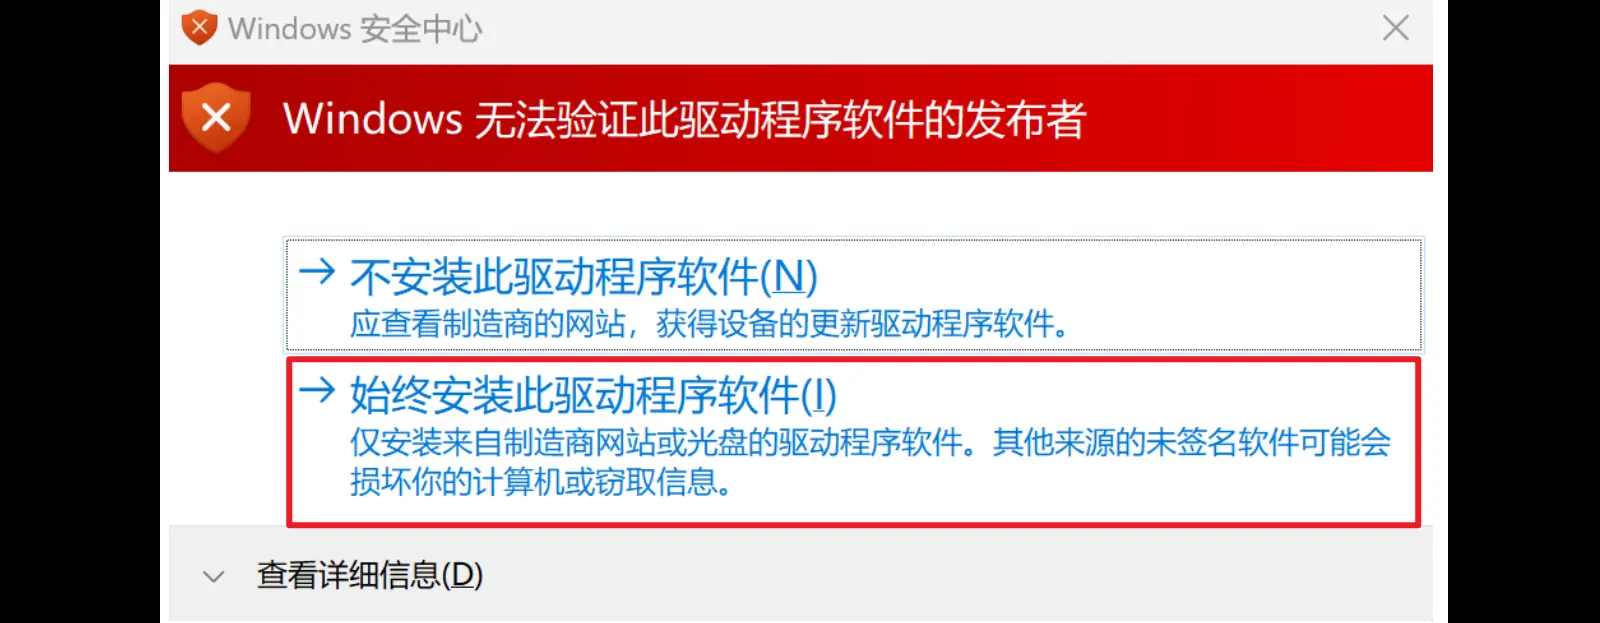 Windows 安全中心
Windows 无法验证此驱动程序软件的发布者
不安装此驱动程序软件(N)
应查看制造商的网站，获得设备的更新驱动程序软件。
始终安装此驱动程序软件(I)
仅安装来自制造商网站或光盘的驱动程序软件。其他来源的未签名软件可能会
损坏你的计算机或窃取信息。
查看详细信息(D)